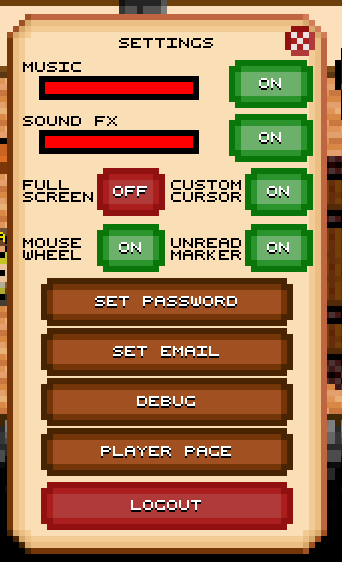 SETTINGS
MUSIC
ON
SOUND FX
ON
FULL SCREEN
OFF
CUSTOM CURSOR
ON
MOUSE WHEEL
ON
UNREAD MARKER
ON
SET PASSWORD
SET EMAIL
DEBUG
PLAYER PAGE
LOGOUT